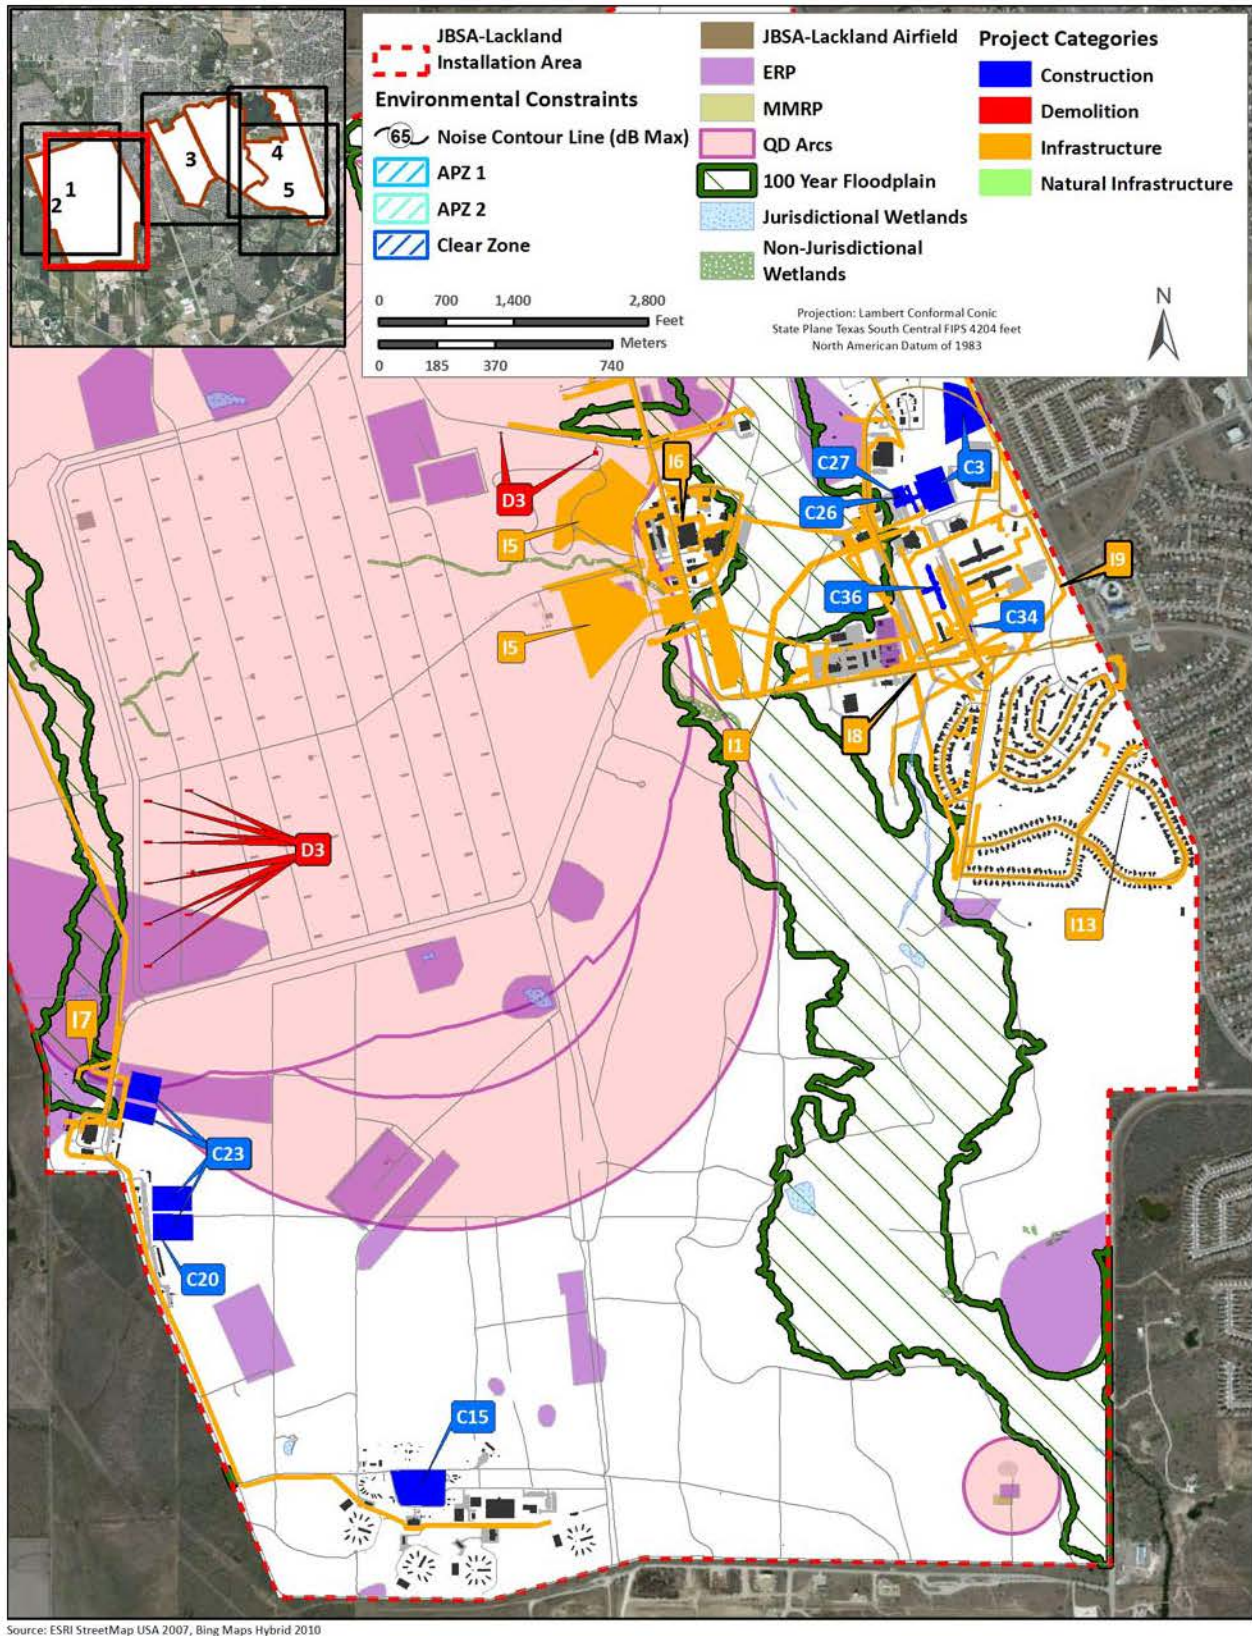 1
2
3
4
5
JBSA-Lackland
Installation Area
Environmental Constraints
65 Noise Contour Line (dB Max)
APZ 1
APZ 2
Clear Zone
JBSA-Lackland Airfield
ERP
MMRP
QD Arcs
100 Year Floodplain
Jurisdictional Wetlands
Non-Jurisdictional
Wetlands
Project Categories
Construction
Demolition
Infrastructure
Natural Infrastructure
0 700 1,400 2,800
Feet
Meters
0 185 370 740
Projection: Lambert Conformal Conic
State Plane Texas South Central FIPS 4204 feet
North American Datum of 1983
N
I6
C27
C3
D3
C26
I5
I9
C36
C34
I5
I8
I1
D3
I13
I7
C23
C20
C15
Source: ESRI StreetMap USA 2007, Bing Maps Hybrid 2010